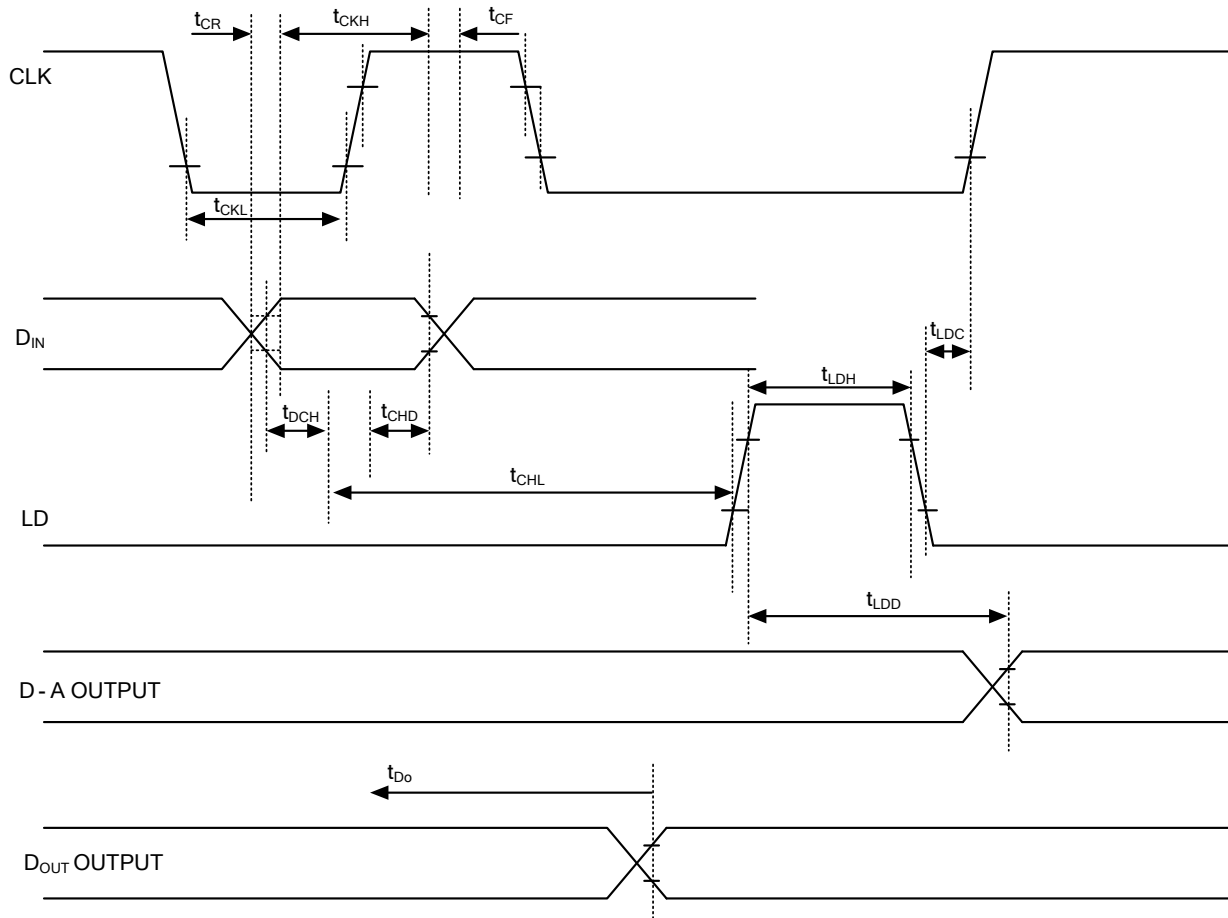 tCR
tCKH
tCF
CLK
tCKL
DIN
tLDC
tLDH
tDCH
tCHD
tCHL
LD
tLDD
D - A OUTPUT
tDo
DOUT OUTPUT